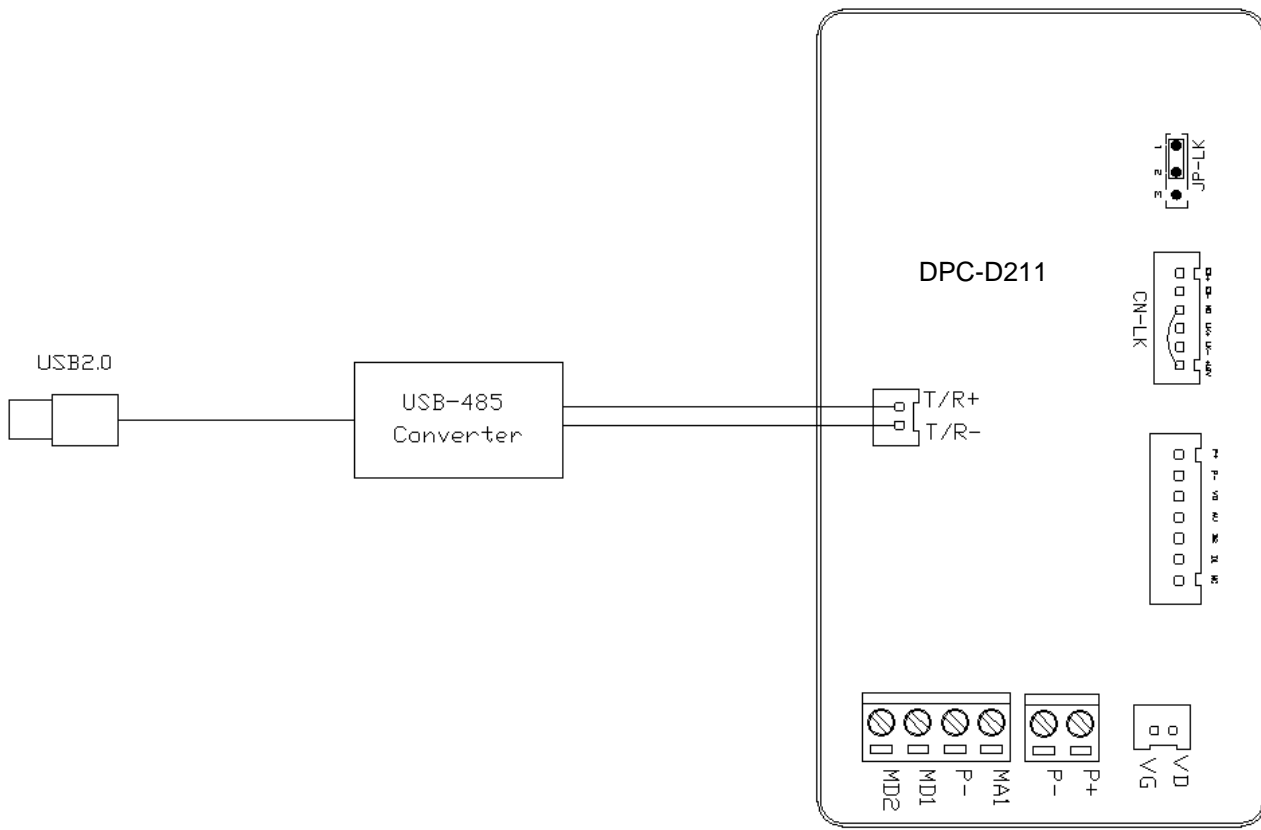 1
2
3
JP-LK
DPC-D211
CN-LK
USB2.0
USB-485
Converter
T/R+
T/R-
P+
P-
MD2
MD1
P-
MA1
P-
P+
VG
VD